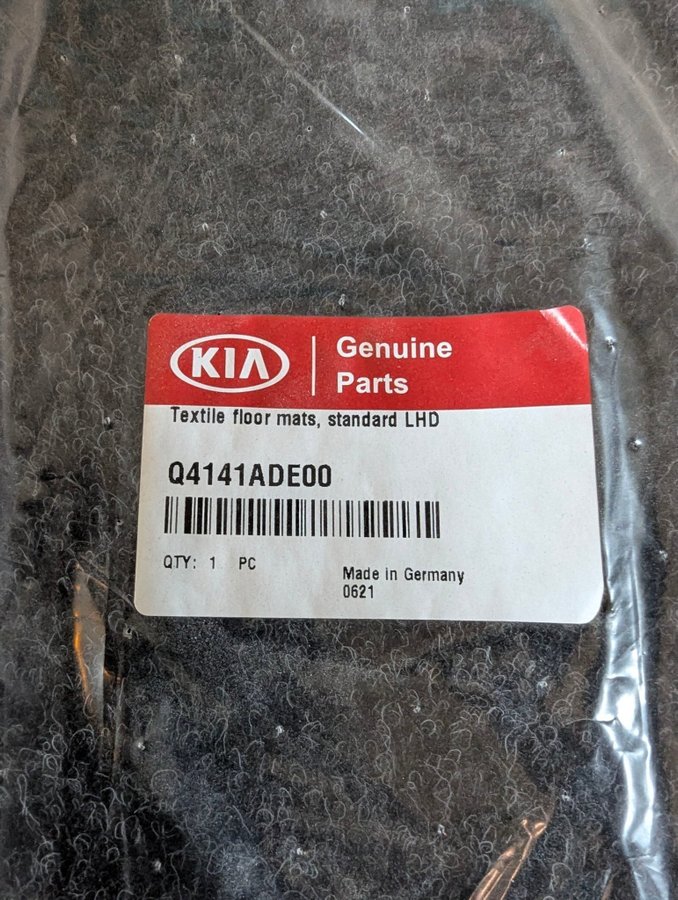 KIA
Genuine
Parts
Textile floor mats, standard LHD
Q4141ADE00
QTY: 1 PC
Made in Germany
0621